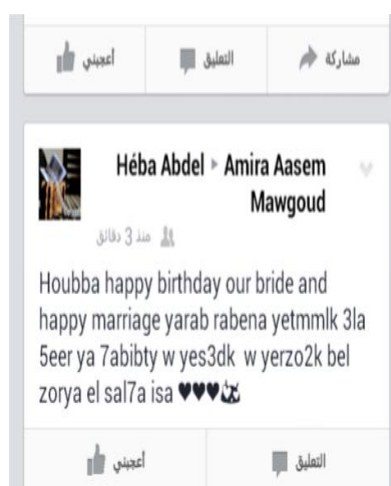 أعجبني التعليق مشاركة
Héba Abdel ▸ Amira Aasem
Mawgoud
منذ 3 دقائق
Houbba happy birthday our bride and
happy marriage yarab rabena yetmmlk 3la
5eer ya 7abibty w yes3dk w yerzo2k bel
zorya el sal7a isa ♥♥♥
أعجبني التعليق